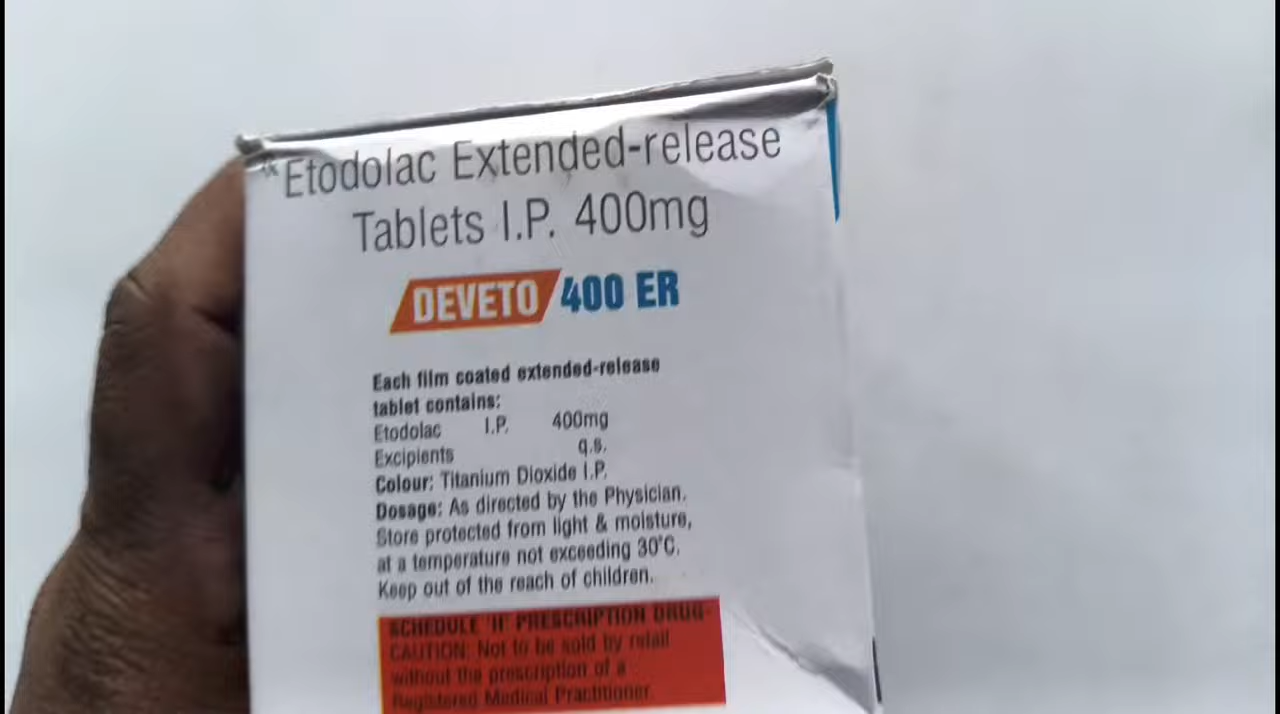 *Etodolac Extended-release
Tablets I.P. 400mg
DEVETO 400 ER
Each film coated extended-release
tablet contains:
Etodolac I.P. 400mg
Excipients q.s.
Colour: Titanium Dioxide I.P.
Dosage: As directed by the Physician.
Store protected from light & moisture,
at a temperature not exceeding 30°C.
Keep out of the reach of children.
SCHEDULE 'H' PRESCRIPTION DRUG-
CAUTION: Not to be sold by retail
without the prescription of a
Registered Medical Practitioner